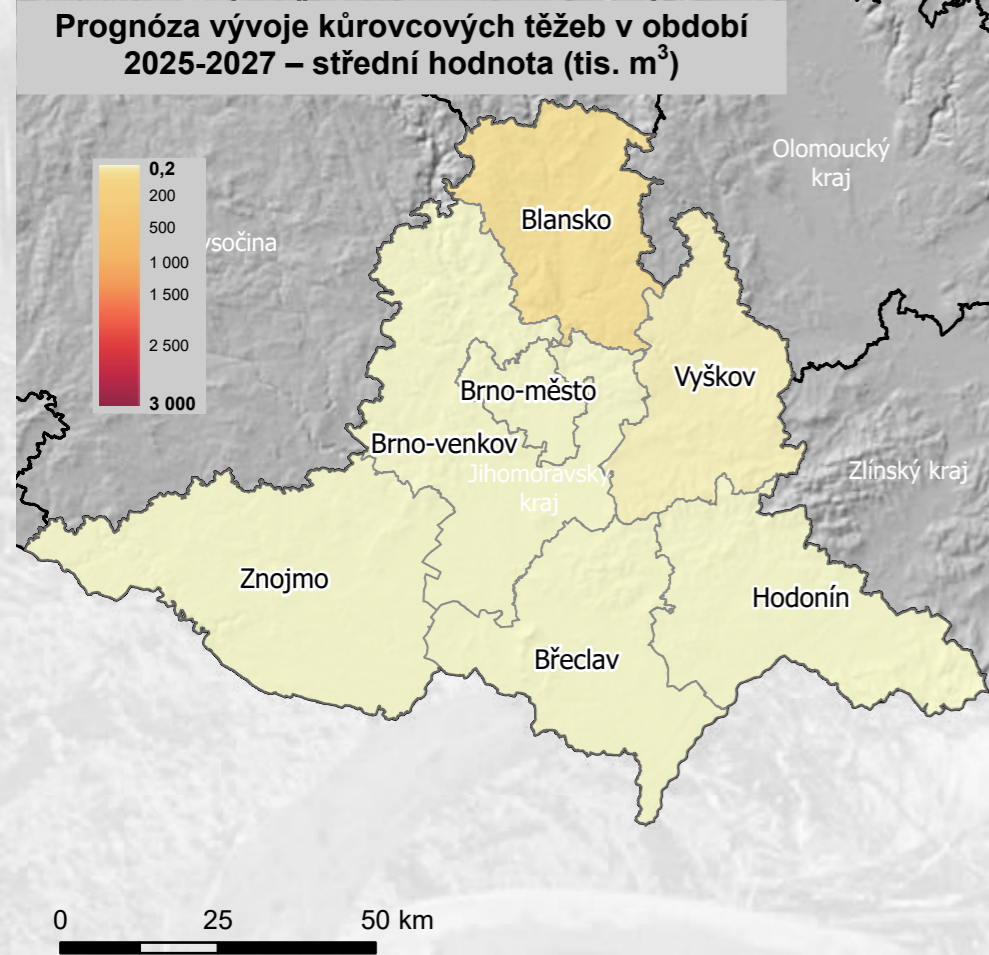 Prognóza vývoje kůrovcových těžeb v období
2025-2027 – střední hodnota (tis. m³)
0,2
200
500
1 000
1 500
2 500
3 000
ysočina
Olomoucký
kraj
Blansko
Vyškov
Brno-město
Brno-venkov
Jihomoravský
kraj
Zlínský kraj
Znojmo
Hodonín
Břeclav
0 25 50 km